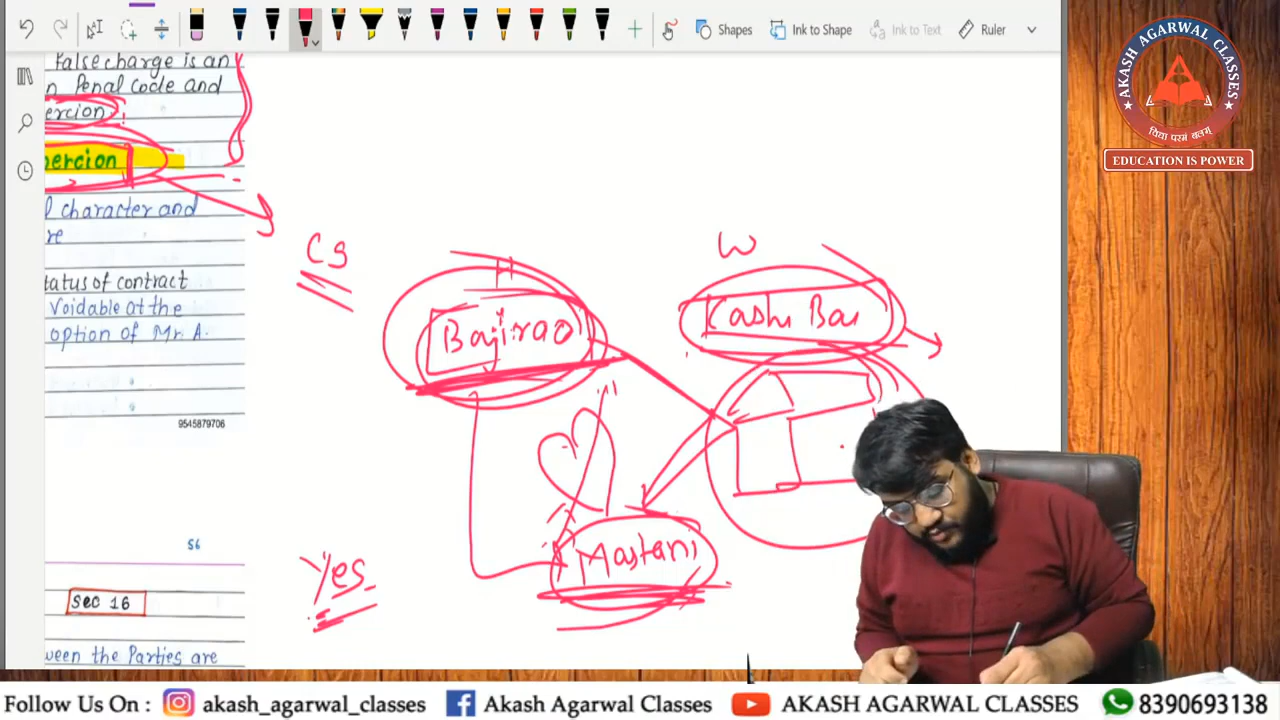 Shapes
Ink to Shape
Ink to Text
Ruler
False charge is an
n Penal code and
ercion
percion
l character and
re
tatus of contract
Voidable at the
option of Mr. A.
9545879706
56
Sec 16
ween the Parties are
CS
H
Bajirao
W
Kashi Bai
Mastani
Yes
AKASH AGARWAL CLASSES
विद्या परमं बलम्
EDUCATION IS POWER
Follow Us On : akash_agarwal_classes Akash Agarwal Classes AKASH AGARWAL CLASSES 8390693138